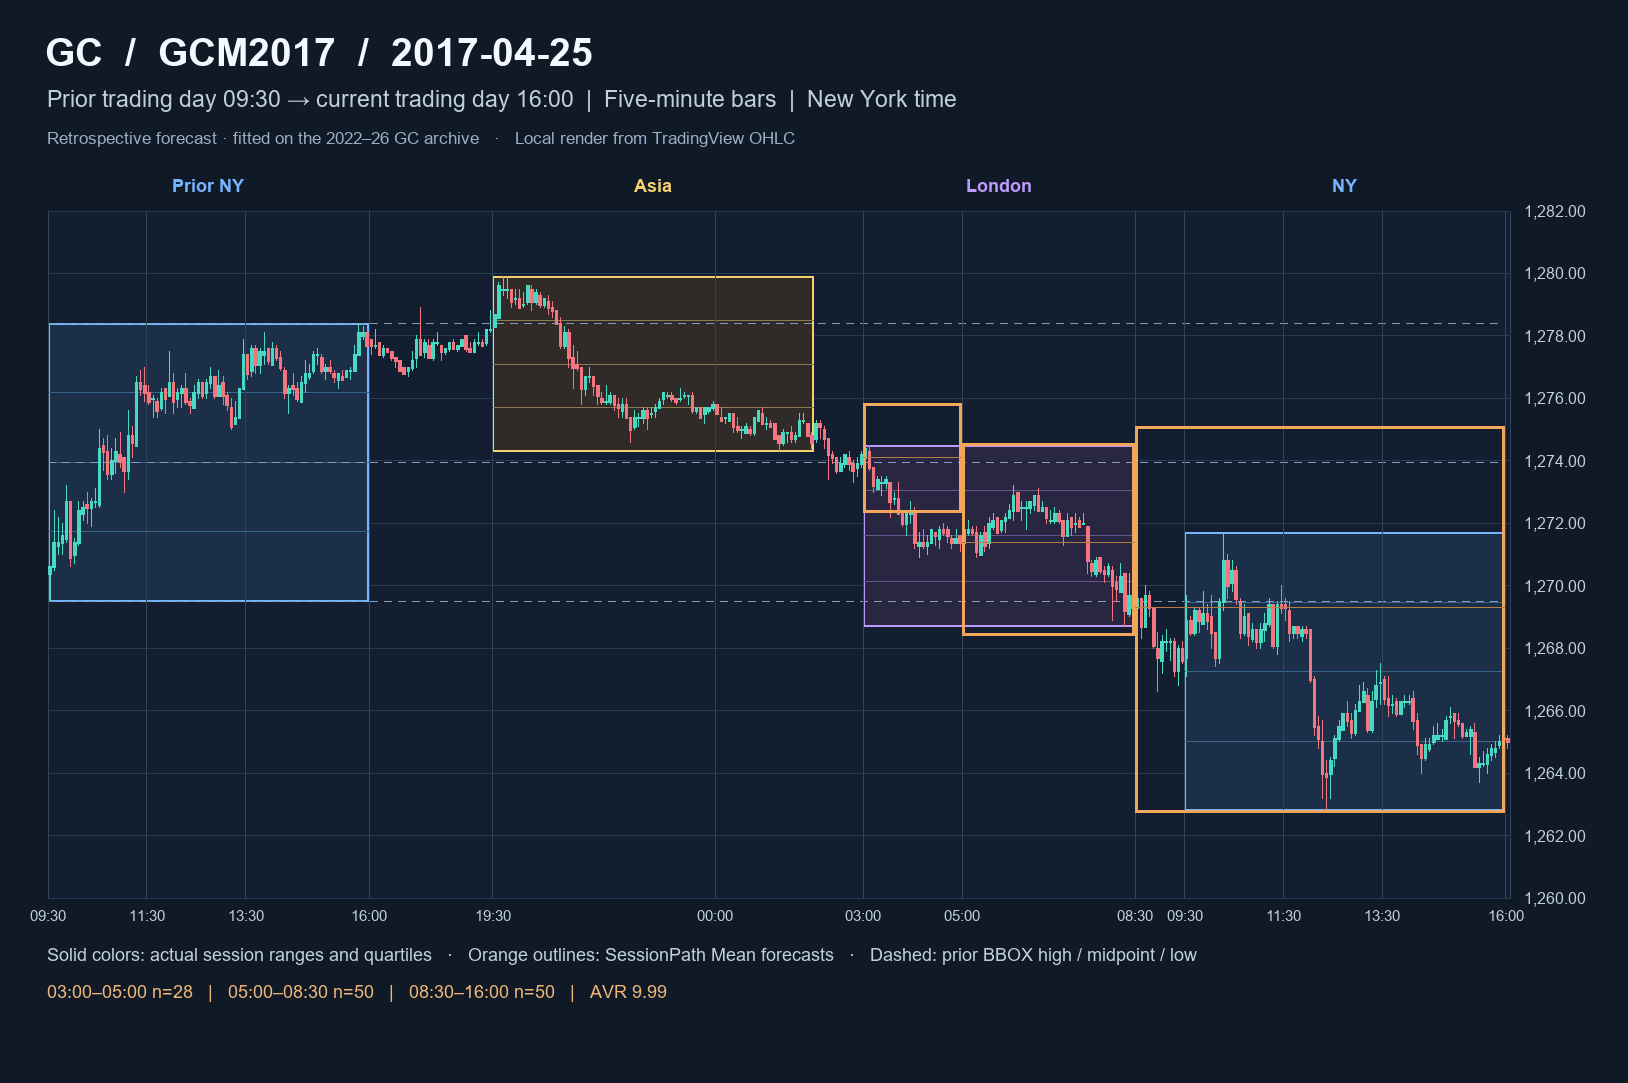 GC / GCM2017 / 2017-04-25
Prior trading day 09:30 → current trading day 16:00 | Five-minute bars | New York time
Retrospective forecast · fitted on the 2022–26 GC archive · Local render from TradingView OHLC
Prior NY Asia London NY
1,282.00
1,280.00
1,278.00
1,276.00
1,274.00
1,272.00
1,270.00
1,268.00
1,266.00
1,264.00
1,262.00
1,260.00
09:30 11:30 13:30 16:00 19:30 00:00 03:00 05:00 08:30 09:30 11:30 13:30 16:00
Solid colors: actual session ranges and quartiles · Orange outlines: SessionPath Mean forecasts · Dashed: prior BBOX high / midpoint / low
03:00–05:00 n=28 | 05:00–08:30 n=50 | 08:30–16:00 n=50 | AVR 9.99